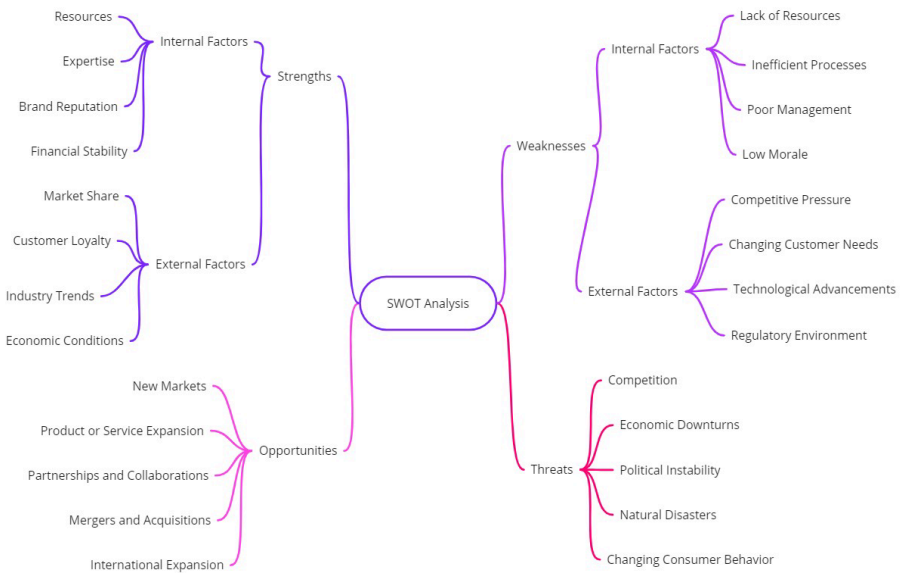 SWOT Analysis
Strengths
Internal Factors
Resources
Expertise
Brand Reputation
Financial Stability
External Factors
Market Share
Customer Loyalty
Industry Trends
Economic Conditions
Opportunities
New Markets
Product or Service Expansion
Partnerships and Collaborations
Mergers and Acquisitions
International Expansion
Weaknesses
Internal Factors
Lack of Resources
Inefficient Processes
Poor Management
Low Morale
External Factors
Competitive Pressure
Changing Customer Needs
Technological Advancements
Regulatory Environment
Threats
Competition
Economic Downturns
Political Instability
Natural Disasters
Changing Consumer Behavior